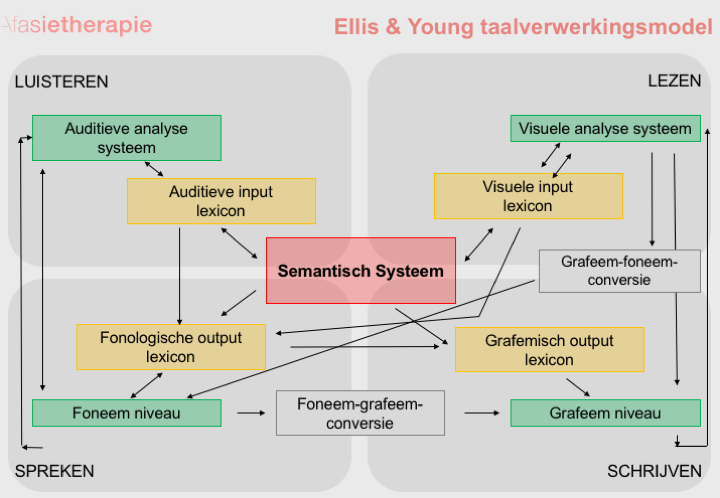 Afasietherapie
Ellis & Young taalverwerkingsmodel
LUISTEREN
LEZEN
Auditieve analyse
systeem
Visuele analyse systeem
Auditieve input
lexicon
Visuele input
lexicon
Semantisch Systeem
Grafeem-foneem-
conversie
Fonologische output
lexicon
Grafemisch output
lexicon
Foneem niveau
Foneem-grafeem-
conversie
Grafeem niveau
SPREKEN
SCHRIJVEN